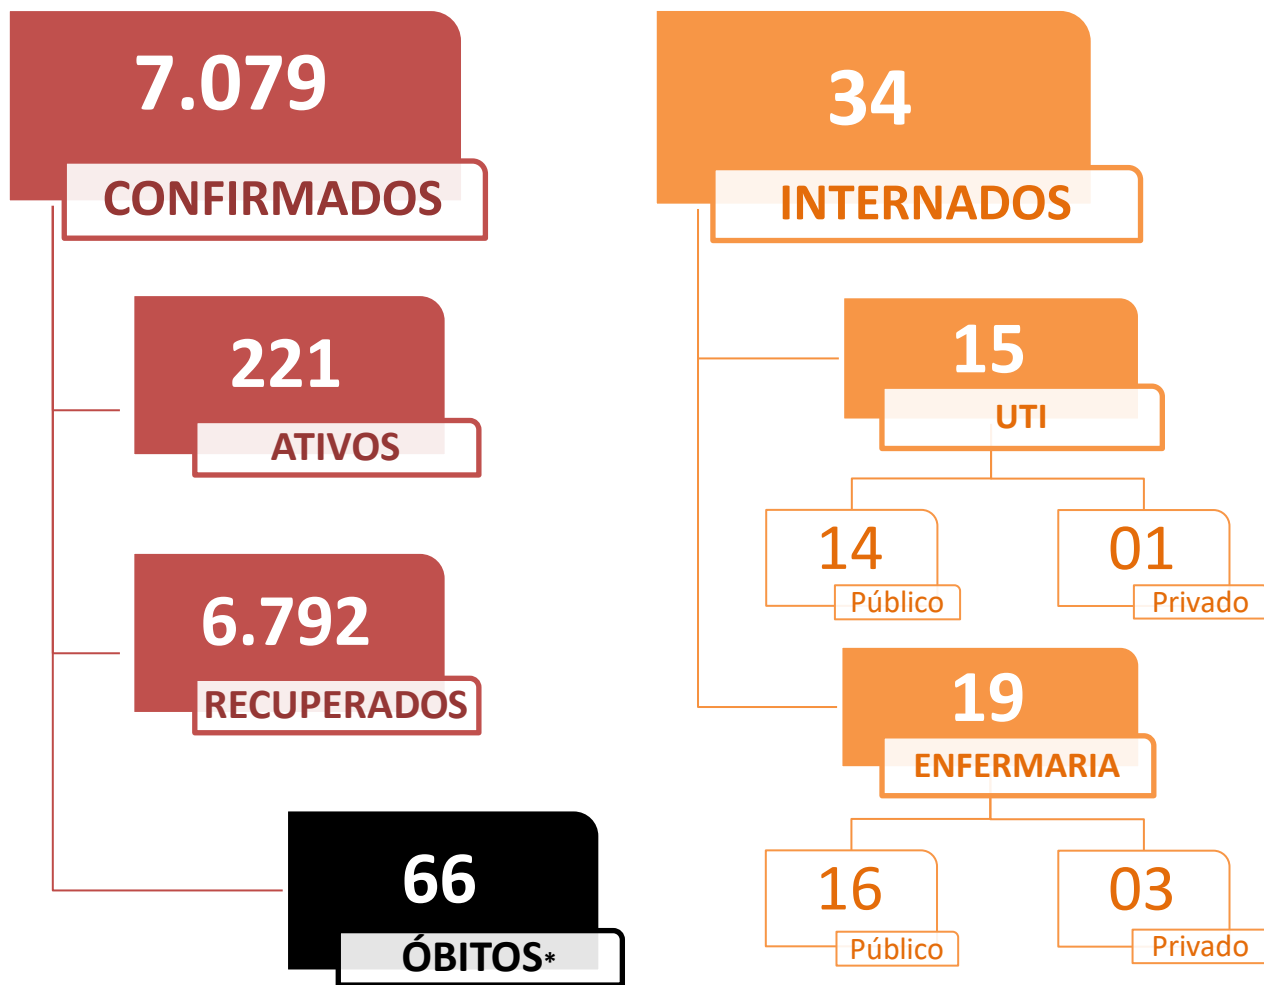 7.079
CONFIRMADOS
221
ATIVOS
6.792
RECUPERADOS
66
ÓBITOS*
34
INTERNADOS
15
UTI
14
Público
01
Privado
19
ENFERMARIA
16
Público
03
Privado